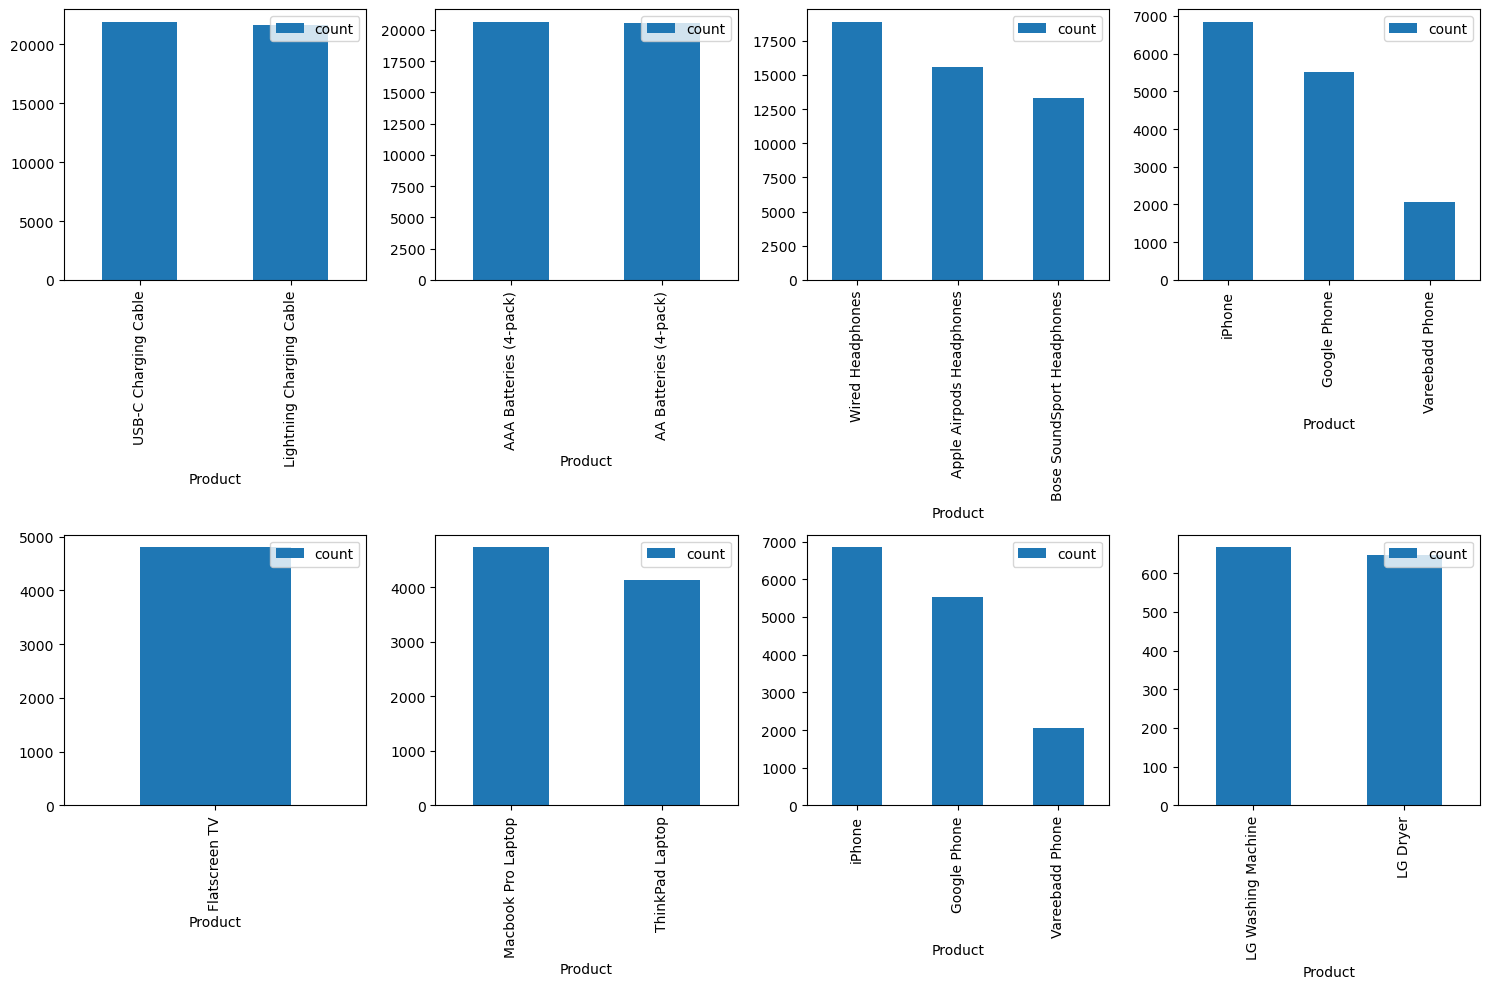 count
20000
15000
10000
5000
0
USB-C Charging Cable
Lightning Charging Cable
Product
count
20000
17500
15000
12500
10000
7500
5000
2500
0
AAA Batteries (4-pack)
AA Batteries (4-pack)
Product
count
17500
15000
12500
10000
7500
5000
2500
0
Wired Headphones
Apple Airpods Headphones
Bose SoundSport Headphones
Product
count
7000
6000
5000
4000
3000
2000
1000
0
iPhone
Google Phone
Vareebadd Phone
Product
count
5000
4000
3000
2000
1000
0
Flatscreen TV
Product
count
4000
3000
2000
1000
0
Macbook Pro Laptop
ThinkPad Laptop
Product
count
7000
6000
5000
4000
3000
2000
1000
0
iPhone
Google Phone
Vareebadd Phone
Product
count
600
500
400
300
200
100
0
LG Washing Machine
LG Dryer
Product